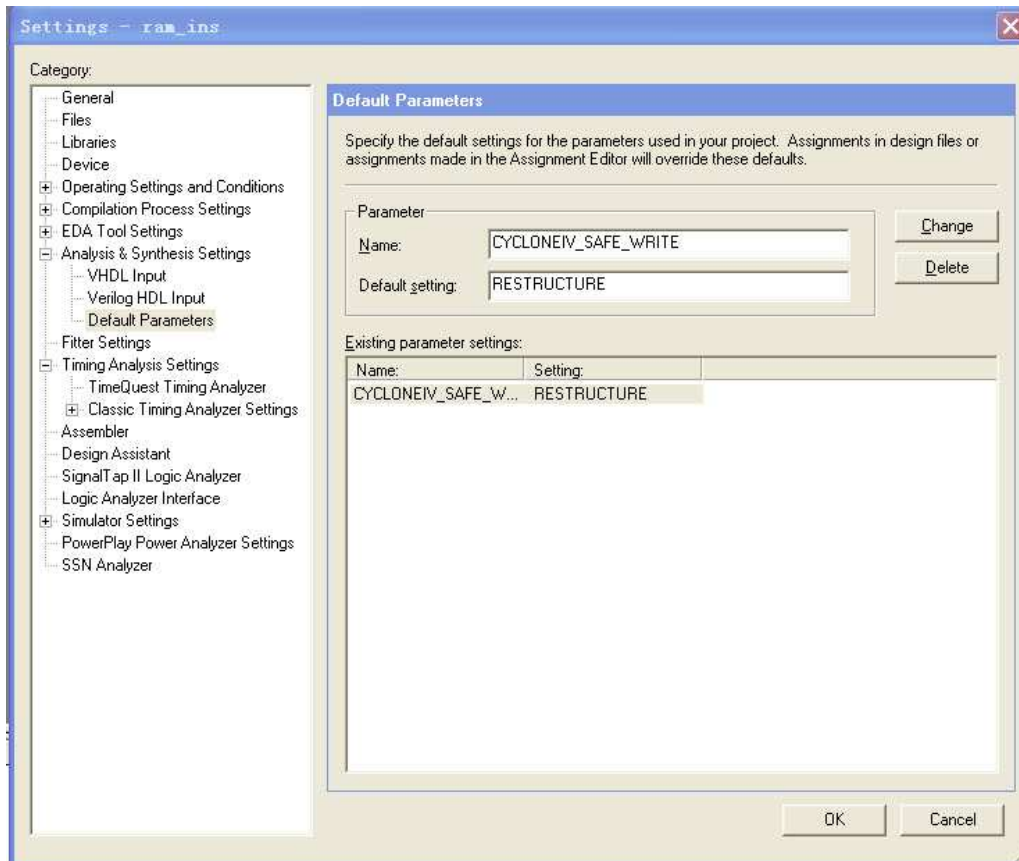 Settings - ram_ins
Category:
General
Files
Libraries
Device
Operating Settings and Conditions
Compilation Process Settings
EDA Tool Settings
Analysis & Synthesis Settings
VHDL Input
Verilog HDL Input
Default Parameters
Fitter Settings
Timing Analysis Settings
TimeQuest Timing Analyzer
Classic Timing Analyzer Settings
Assembler
Design Assistant
SignalTap II Logic Analyzer
Logic Analyzer Interface
Simulator Settings
PowerPlay Power Analyzer Settings
SSN Analyzer
Default Parameters
Specify the default settings for the parameters used in your project. Assignments in design files or
assignments made in the Assignment Editor will override these defaults.
Parameter
Name: CYCLONEIV_SAFE_WRITE
Default setting: RESTRUCTURE
Change
Delete
Existing parameter settings:
Name: Setting:
CYCLONEIV_SAFE_W... RESTRUCTURE
OK Cancel